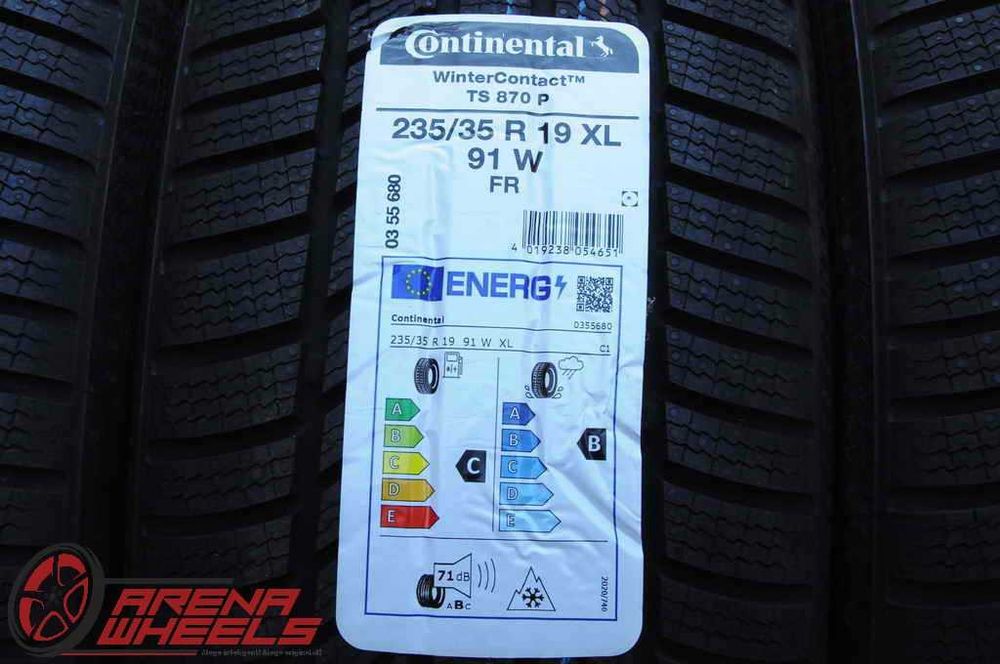 Continental
WinterContact™
TS 870 P
235/35 R 19 XL
91 W
FR
03 55 680
4 019238 054651
ENERG
Continental
0355680
235/35 R 19 91 W XL
C1
A
B
C
D
E
C
A
B
C
D
E
B
71 dB
ABC
2020/740
ARENA
WHEELS